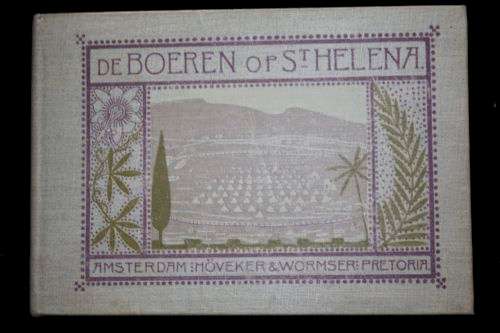 DE BOEREN OP ST HELENA.
AMSTERDAM: HÖVEKER & WORMSER: PRETORIA